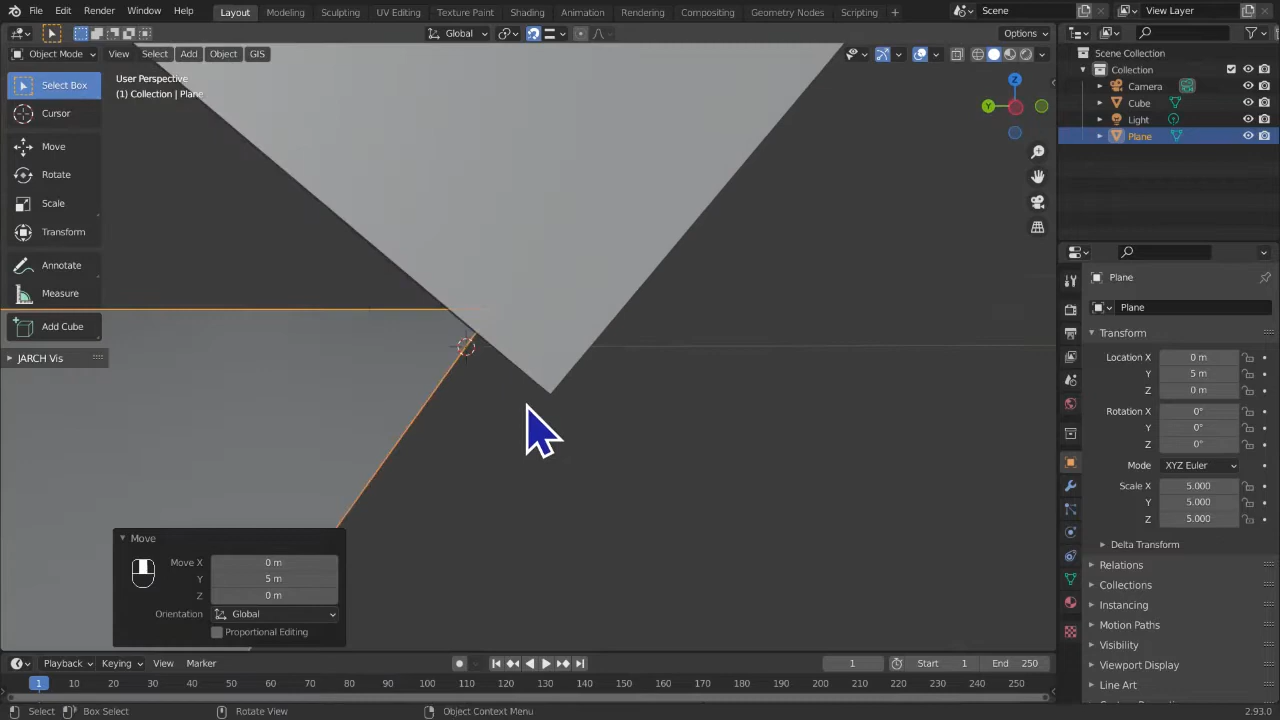 File Edit Render Window Help Layout Modeling Sculpting UV Editing Texture Paint Shading Animation Rendering Compositing Geometry Nodes Scripting + Scene View Layer
Global Options
Object Mode View Select Add Object GIS
Scene Collection
Collection
Camera
Cube
Light
Plane
User Perspective
(1) Collection | Plane
Select Box
Cursor
Move
Rotate
Scale
Transform
Annotate
Measure
Add Cube
JARCH Vis
Z
Y
Plane
Plane
Transform
Location X 0 m
Y 5 m
Z 0 m
Rotation X 0°
Y 0°
Z 0°
Mode XYZ Euler
Scale X 5.000
Y 5.000
Z 5.000
Delta Transform
Relations
Collections
Instancing
Motion Paths
Visibility
Viewport Display
Line Art
Move
Move X 0 m
Y 5 m
Z 0 m
Orientation Global
Proportional Editing
Playback Keying View Marker 1 Start 1 End 250
1 10 20 30 40 50 60 70 80 90 100 110 120 130 140 150 160 170 180 190 200 210 220 230 240 250
Select Box Select Rotate View Object Context Menu 2.93.0